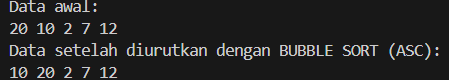 Data awal:
20 10 2 7 12
Data setelah diurutkan dengan BUBBLE SORT (ASC):
10 20 2 7 12